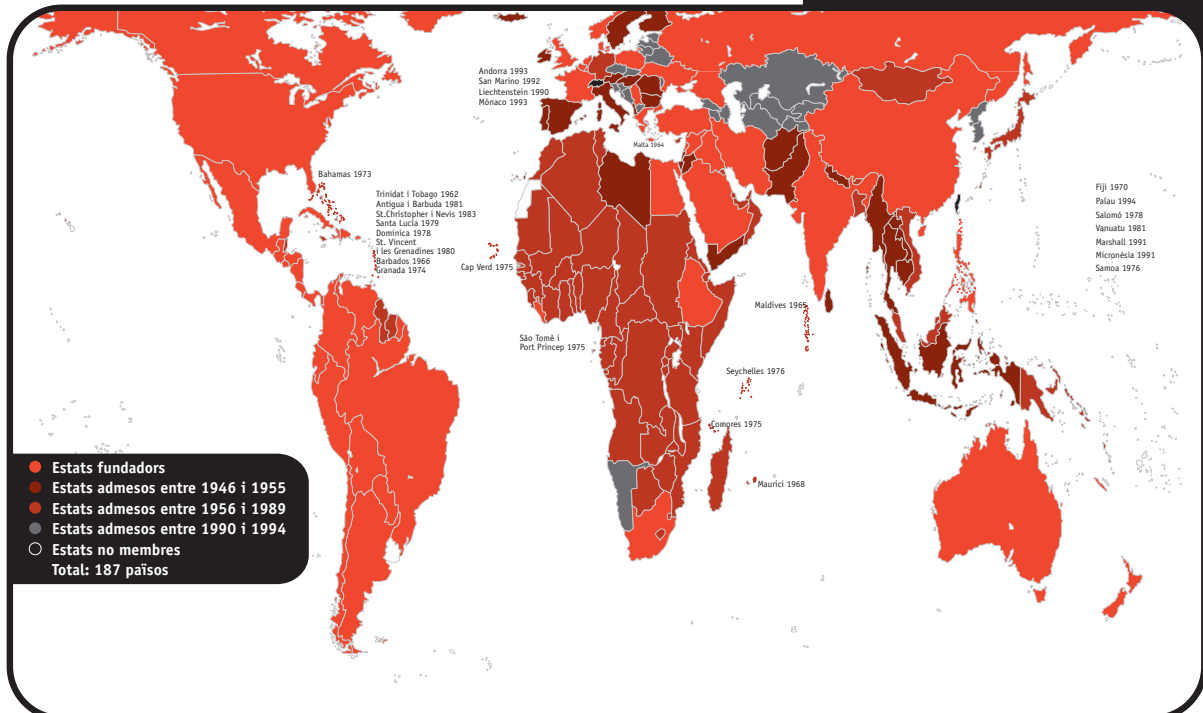 Andorra 1993
San Marino 1992
Liechtenstein 1990
Mònaco 1993
Malta 1964
Bahamas 1973
Trinidat i Tobago 1962
Antigua i Barbuda 1981
St.Christopher i Nevis 1983
Santa Lucía 1979
Dominica 1978
St. Vincent
i les Grenadines 1980
Barbados 1966
Granada 1974
Cap Verd 1975
Fiji 1970
Palau 1994
Salomó 1978
Vanuatu 1981
Marshall 1991
Micronèsia 1991
Samoa 1976
Maldives 1965
São Tomè i
Port Príncep 1975
Seychelles 1976
Comores 1975
Maurici 1968
Estats fundadors
Estats admesos entre 1946 i 1955
Estats admesos entre 1956 i 1989
Estats admesos entre 1990 i 1994
Estats no membres
Total: 187 països